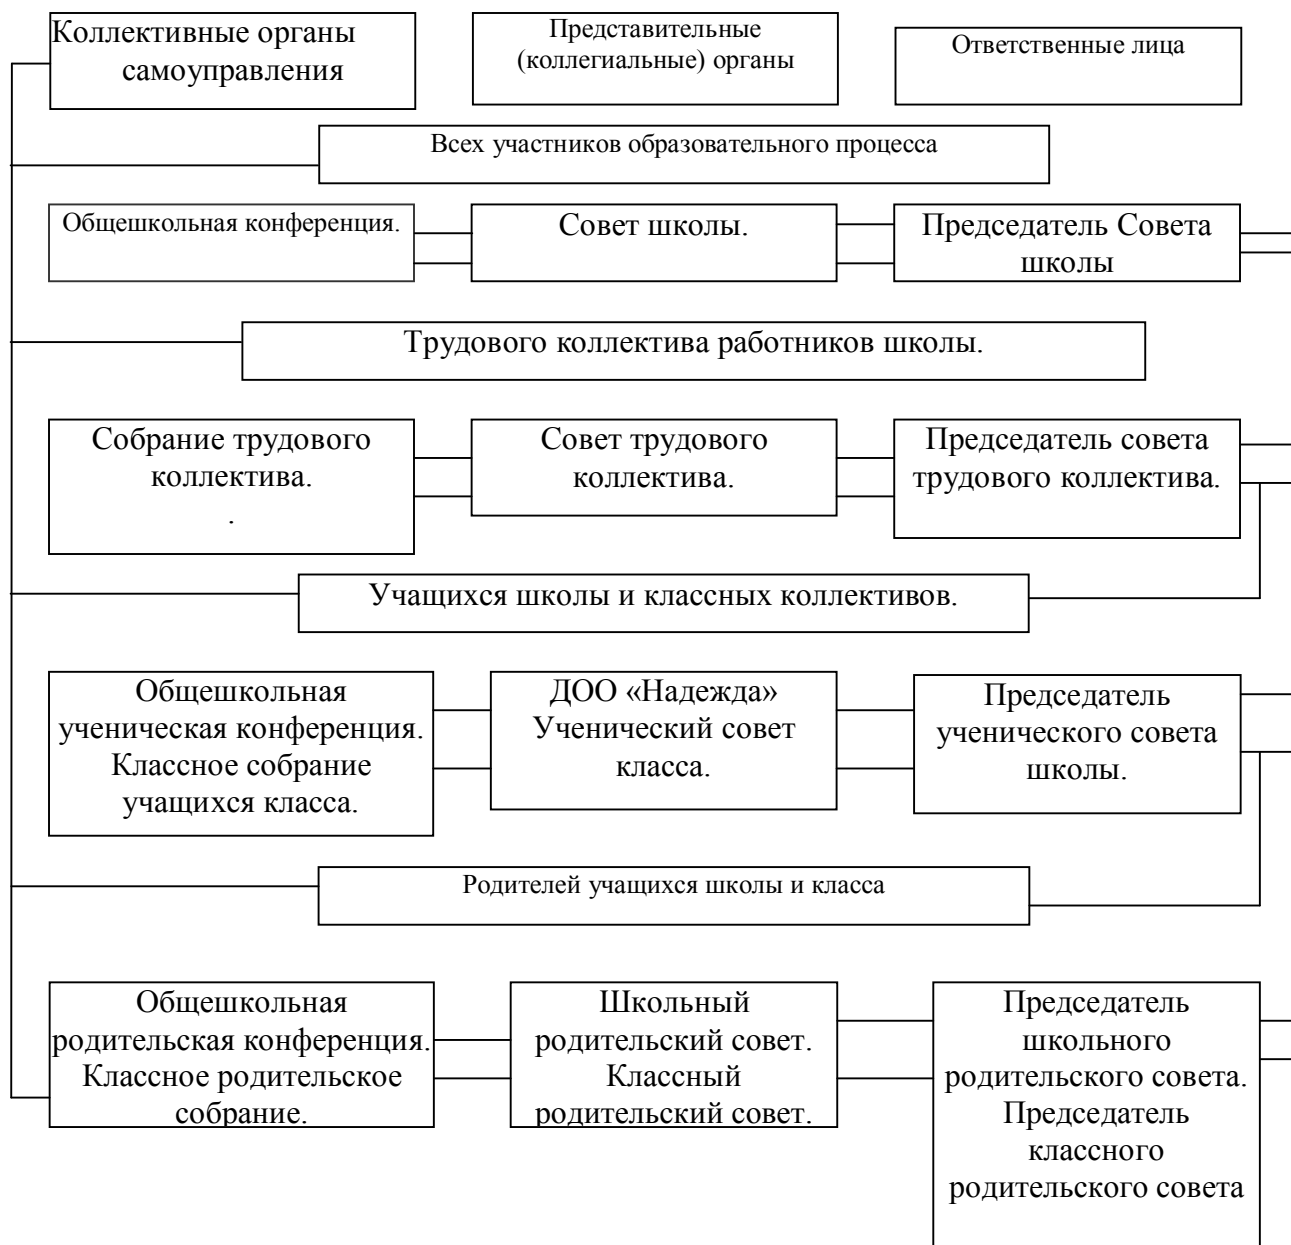 Коллективные органы
самоуправления
Представительные
(коллегиальные) органы
Ответственные лица
Всех участников образовательного процесса
Общешкольная конференция.
Совет школы.
Председатель Совета
школы
Трудового коллектива работников школы.
Собрание трудового
коллектива.
.
Совет трудового
коллектива.
Председатель совета
трудового коллектива.
Учащихся школы и классных коллективов.
Общешкольная
ученическая конференция.
Классное собрание
учащихся класса.
ДОО «Надежда»
Ученический совет
класса.
Председатель
ученического совета
школы.
Родителей учащихся школы и класса
Общешкольная
родительская конференция.
Классное родительское
собрание.
Школьный
родительский совет.
Классный
родительский совет.
Председатель
школьного
родительского совета.
Председатель
классного
родительского совета